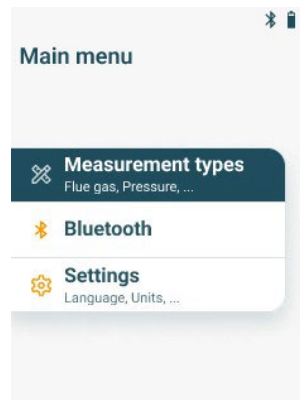 Main menu
Measurement types
Flue gas, Pressure, ...
Bluetooth
Settings
Language, Units, ...